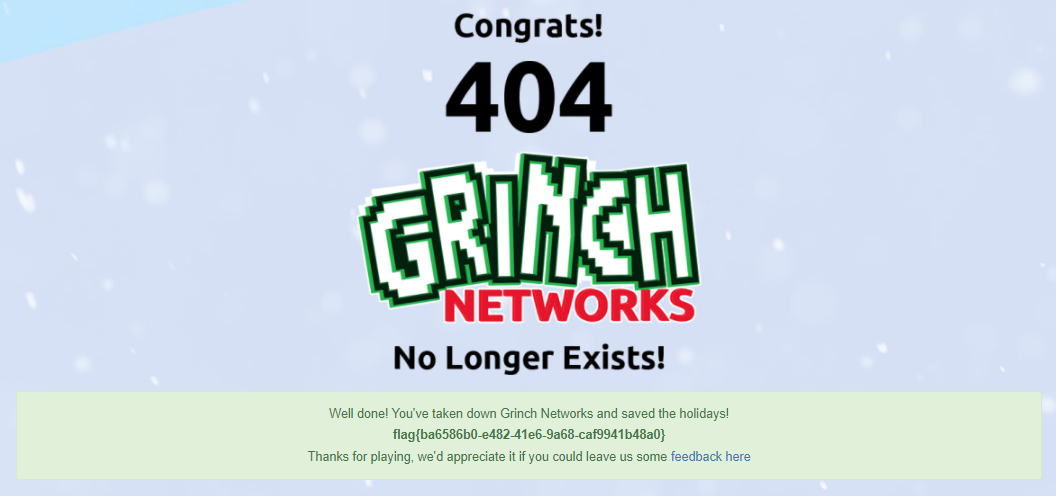 Congrats!
404
GRINCH
NETWORKS
No Longer Exists!
Well done! You've taken down Grinch Networks and saved the holidays!
flag{ba6586b0-e482-41e6-9a68-caf9941b48a0}
Thanks for playing, we'd appreciate it if you could leave us some feedback here